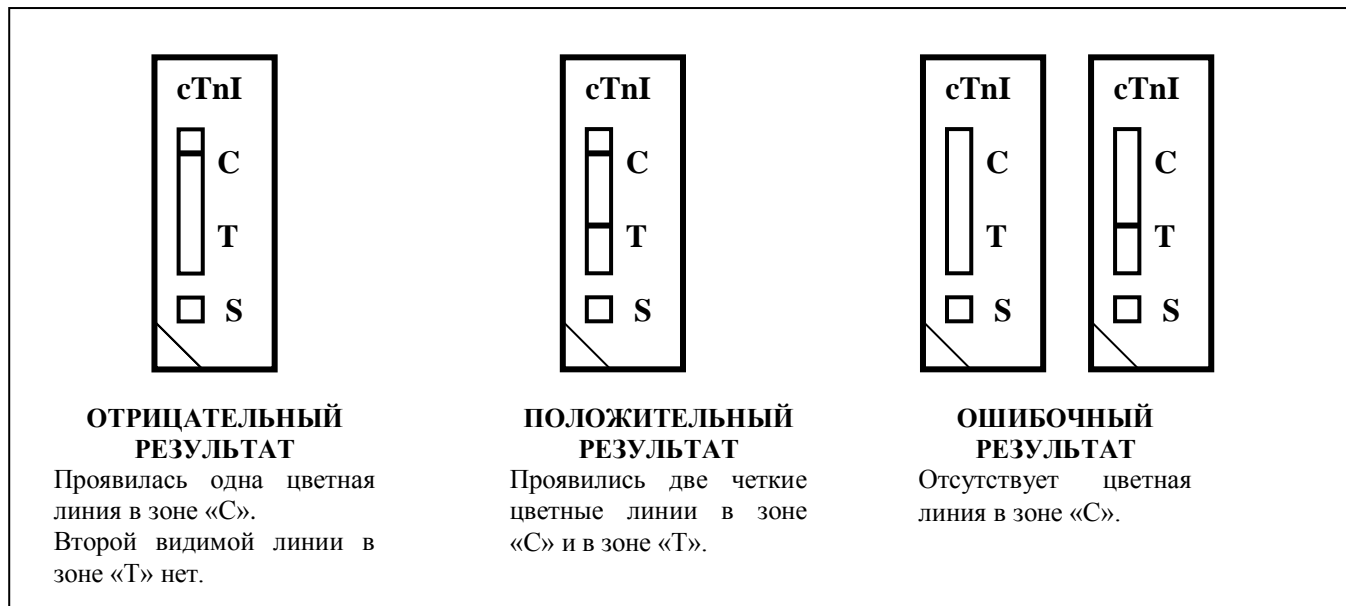 cTnI
C
T
S
cTnI
C
T
S
cTnI
C
T
S
cTnI
C
T
S
ОТРИЦАТЕЛЬНЫЙ
РЕЗУЛЬТАТ
Проявилась одна цветная
линия в зоне «С».
Второй видимой линии в
зоне «Т» нет.
ПОЛОЖИТЕЛЬНЫЙ
РЕЗУЛЬТАТ
Проявились две четкие
цветные линии в зоне
«С» и в зоне «Т».
ОШИБОЧНЫЙ
РЕЗУЛЬТАТ
Отсутствует цветная
линия в зоне «С».